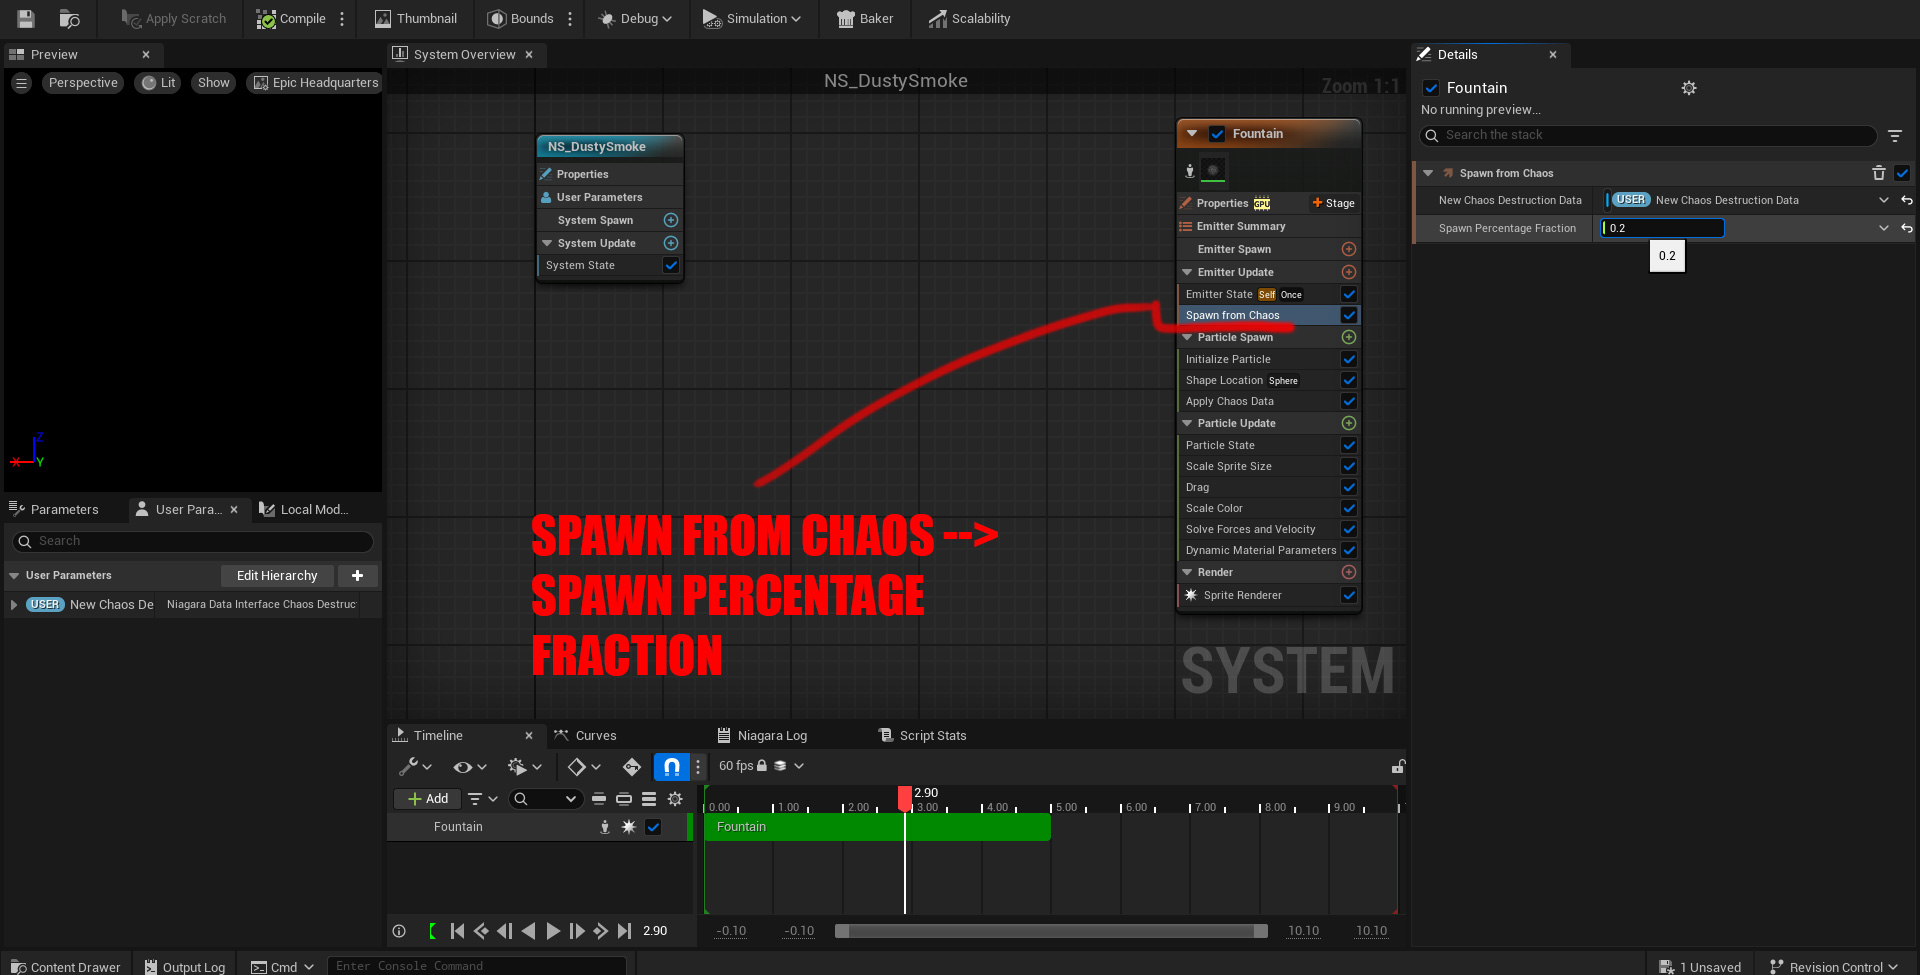 Apply Scratch
Compile
Thumbnail
Bounds
Debug
Simulation
Baker
Scalability
Preview
System Overview
Details
Perspective
Lit
Show
Epic Headquarters
NS_DustySmoke
Zoom 1:1
Fountain
No running preview...
Search the stack
Spawn from Chaos
New Chaos Destruction Data
USER New Chaos Destruction Data
Spawn Percentage Fraction
0.2
0.2
NS_DustySmoke
Properties
User Parameters
System Spawn
System Update
System State
Fountain
Properties GPU
Stage
Emitter Summary
Emitter Spawn
Emitter Update
Emitter State Self Once
Spawn from Chaos
Particle Spawn
Initialize Particle
Shape Location Sphere
Apply Chaos Data
Particle Update
Particle State
Scale Sprite Size
Drag
Scale Color
Solve Forces and Velocity
Dynamic Material Parameters
Render
Sprite Renderer
SPAWN FROM CHAOS -->
SPAWN PERCENTAGE
FRACTION
SYSTEM
Z
X
Y
Parameters
User Para...
Local Mod...
Search
User Parameters
Edit Hierarchy
USER New Chaos De
Niagara Data Interface Chaos Destruc
Timeline
Curves
Niagara Log
Script Stats
60 fps
Add
2.90
0.00
1.00
2.00
3.00
4.00
5.00
6.00
7.00
8.00
9.00
Fountain
Fountain
2.90
-0.10
-0.10
10.10
10.10
Content Drawer
Output Log
Cmd
Enter Console Command
1 Unsaved
Revision Control